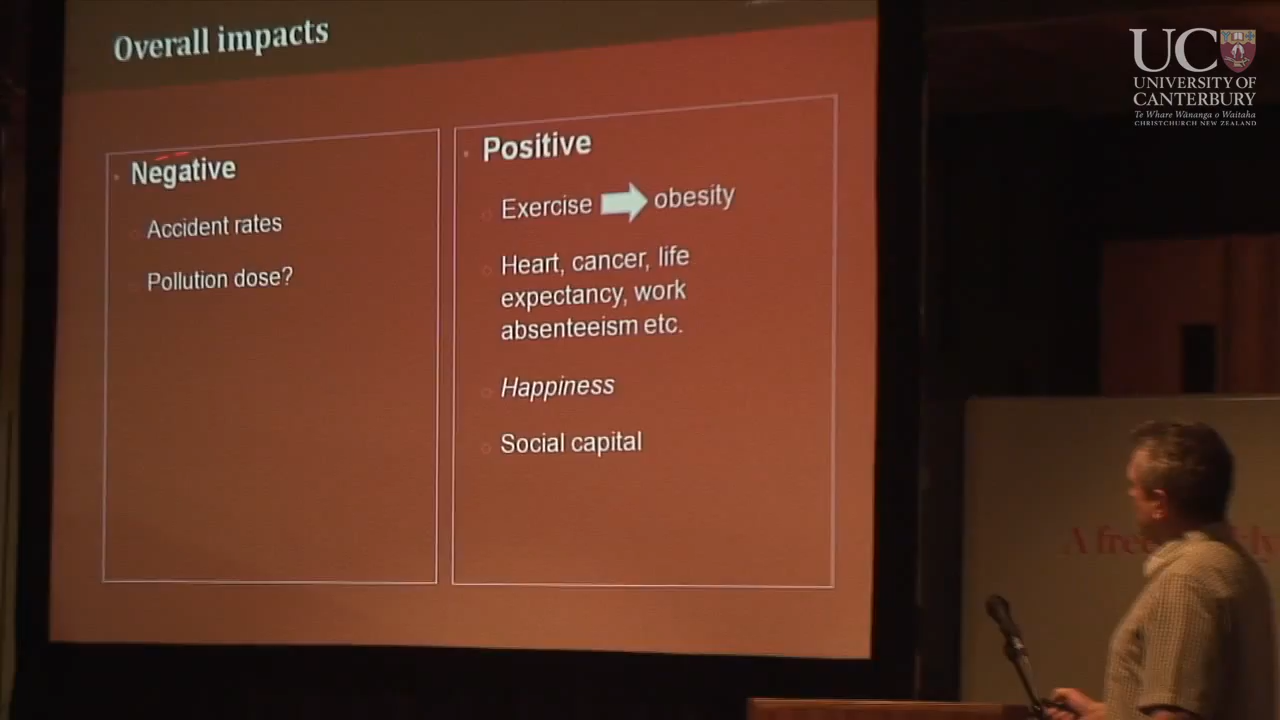 Overall impacts
Negative
Accident rates
Pollution dose?
Positive
Exercise obesity
Heart, cancer, life
expectancy, work
absenteeism etc.
Happiness
Social capital
UC
UNIVERSITY OF
CANTERBURY
Te Whare Wānanga o Waitaha
CHRISTCHURCH NEW ZEALAND
A free